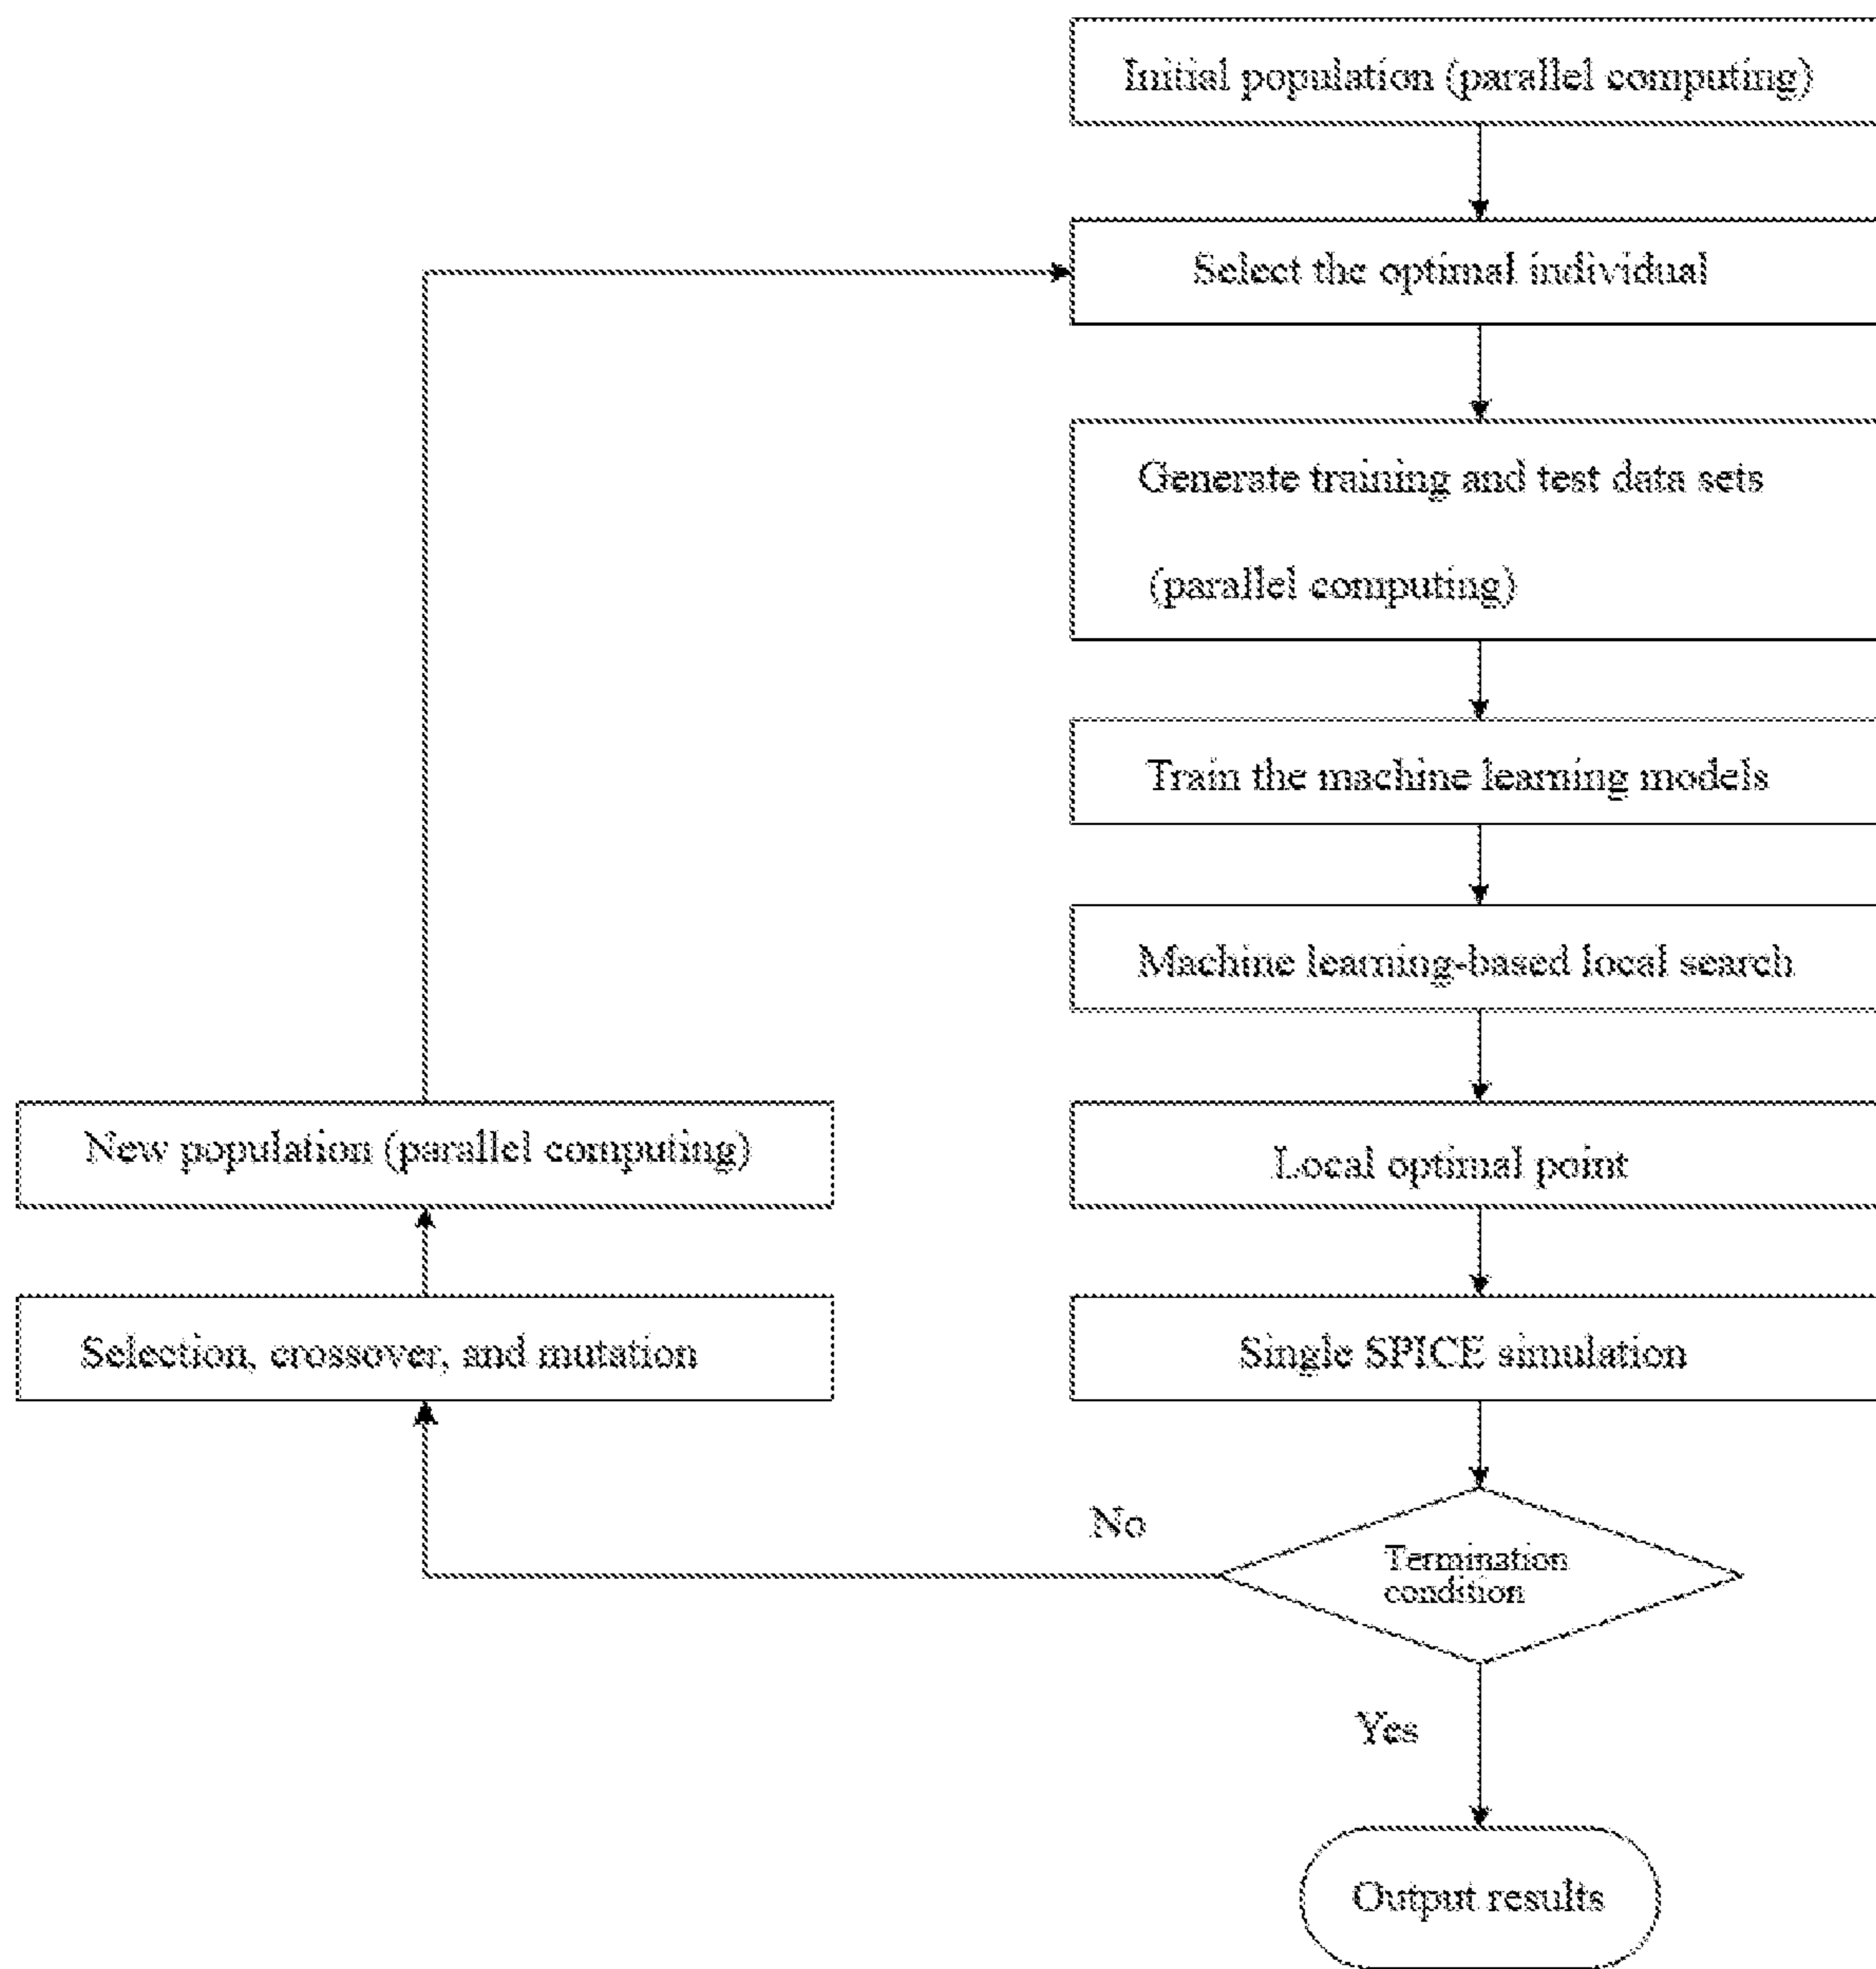 Initial population (parallel computing)
Select the optimal individual
Generate training and test data sets
(parallel computing)
Train the machine learning models
Machine learning-based local search
Local optimal point
Single SPICE simulation
Termination
condition
No
Yes
Output results
Selection, crossover, and mutation
New population (parallel computing)